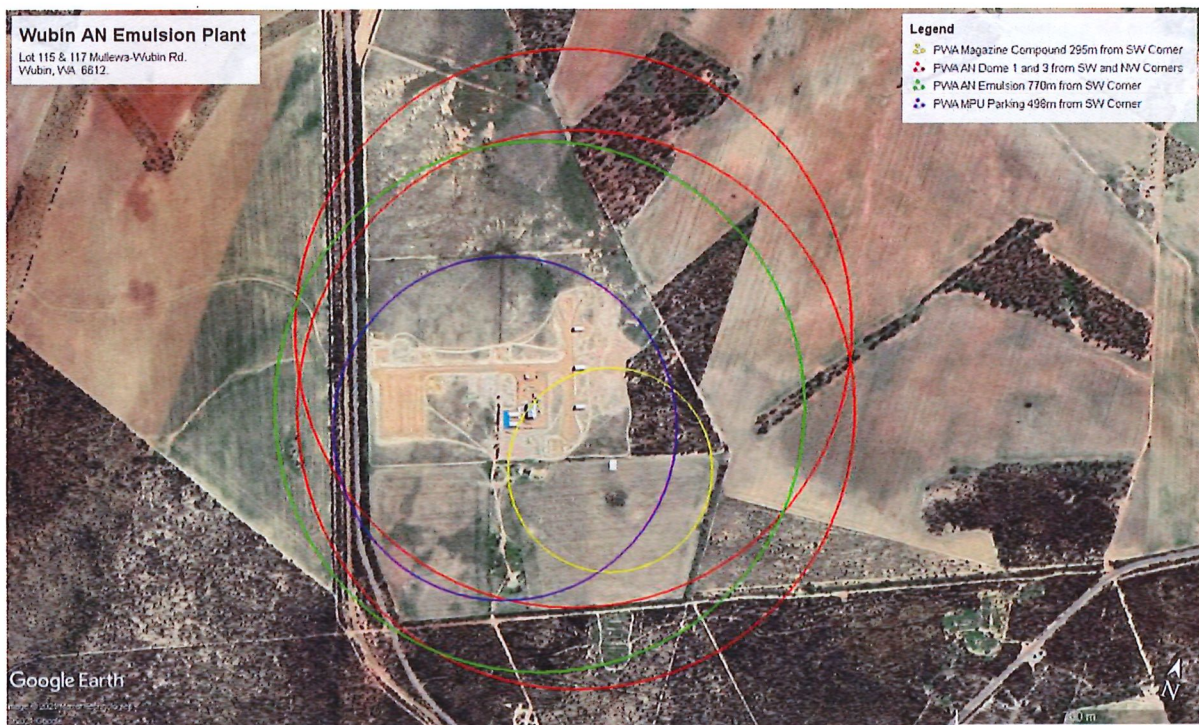 Wubin AN Emulsion Plant
Lot 115 & 117 Mullewa-Wubin Rd.
Wubin, WA 6612.
Legend
PWA Magazine Compound 295m from SW Corner
PWA AN Dome 1 and 3 from SW and NW Corners
PWA AN Emulsion 770m from SW Corner
PWA MPU Parking 498m from SW Corner
Google Earth
N